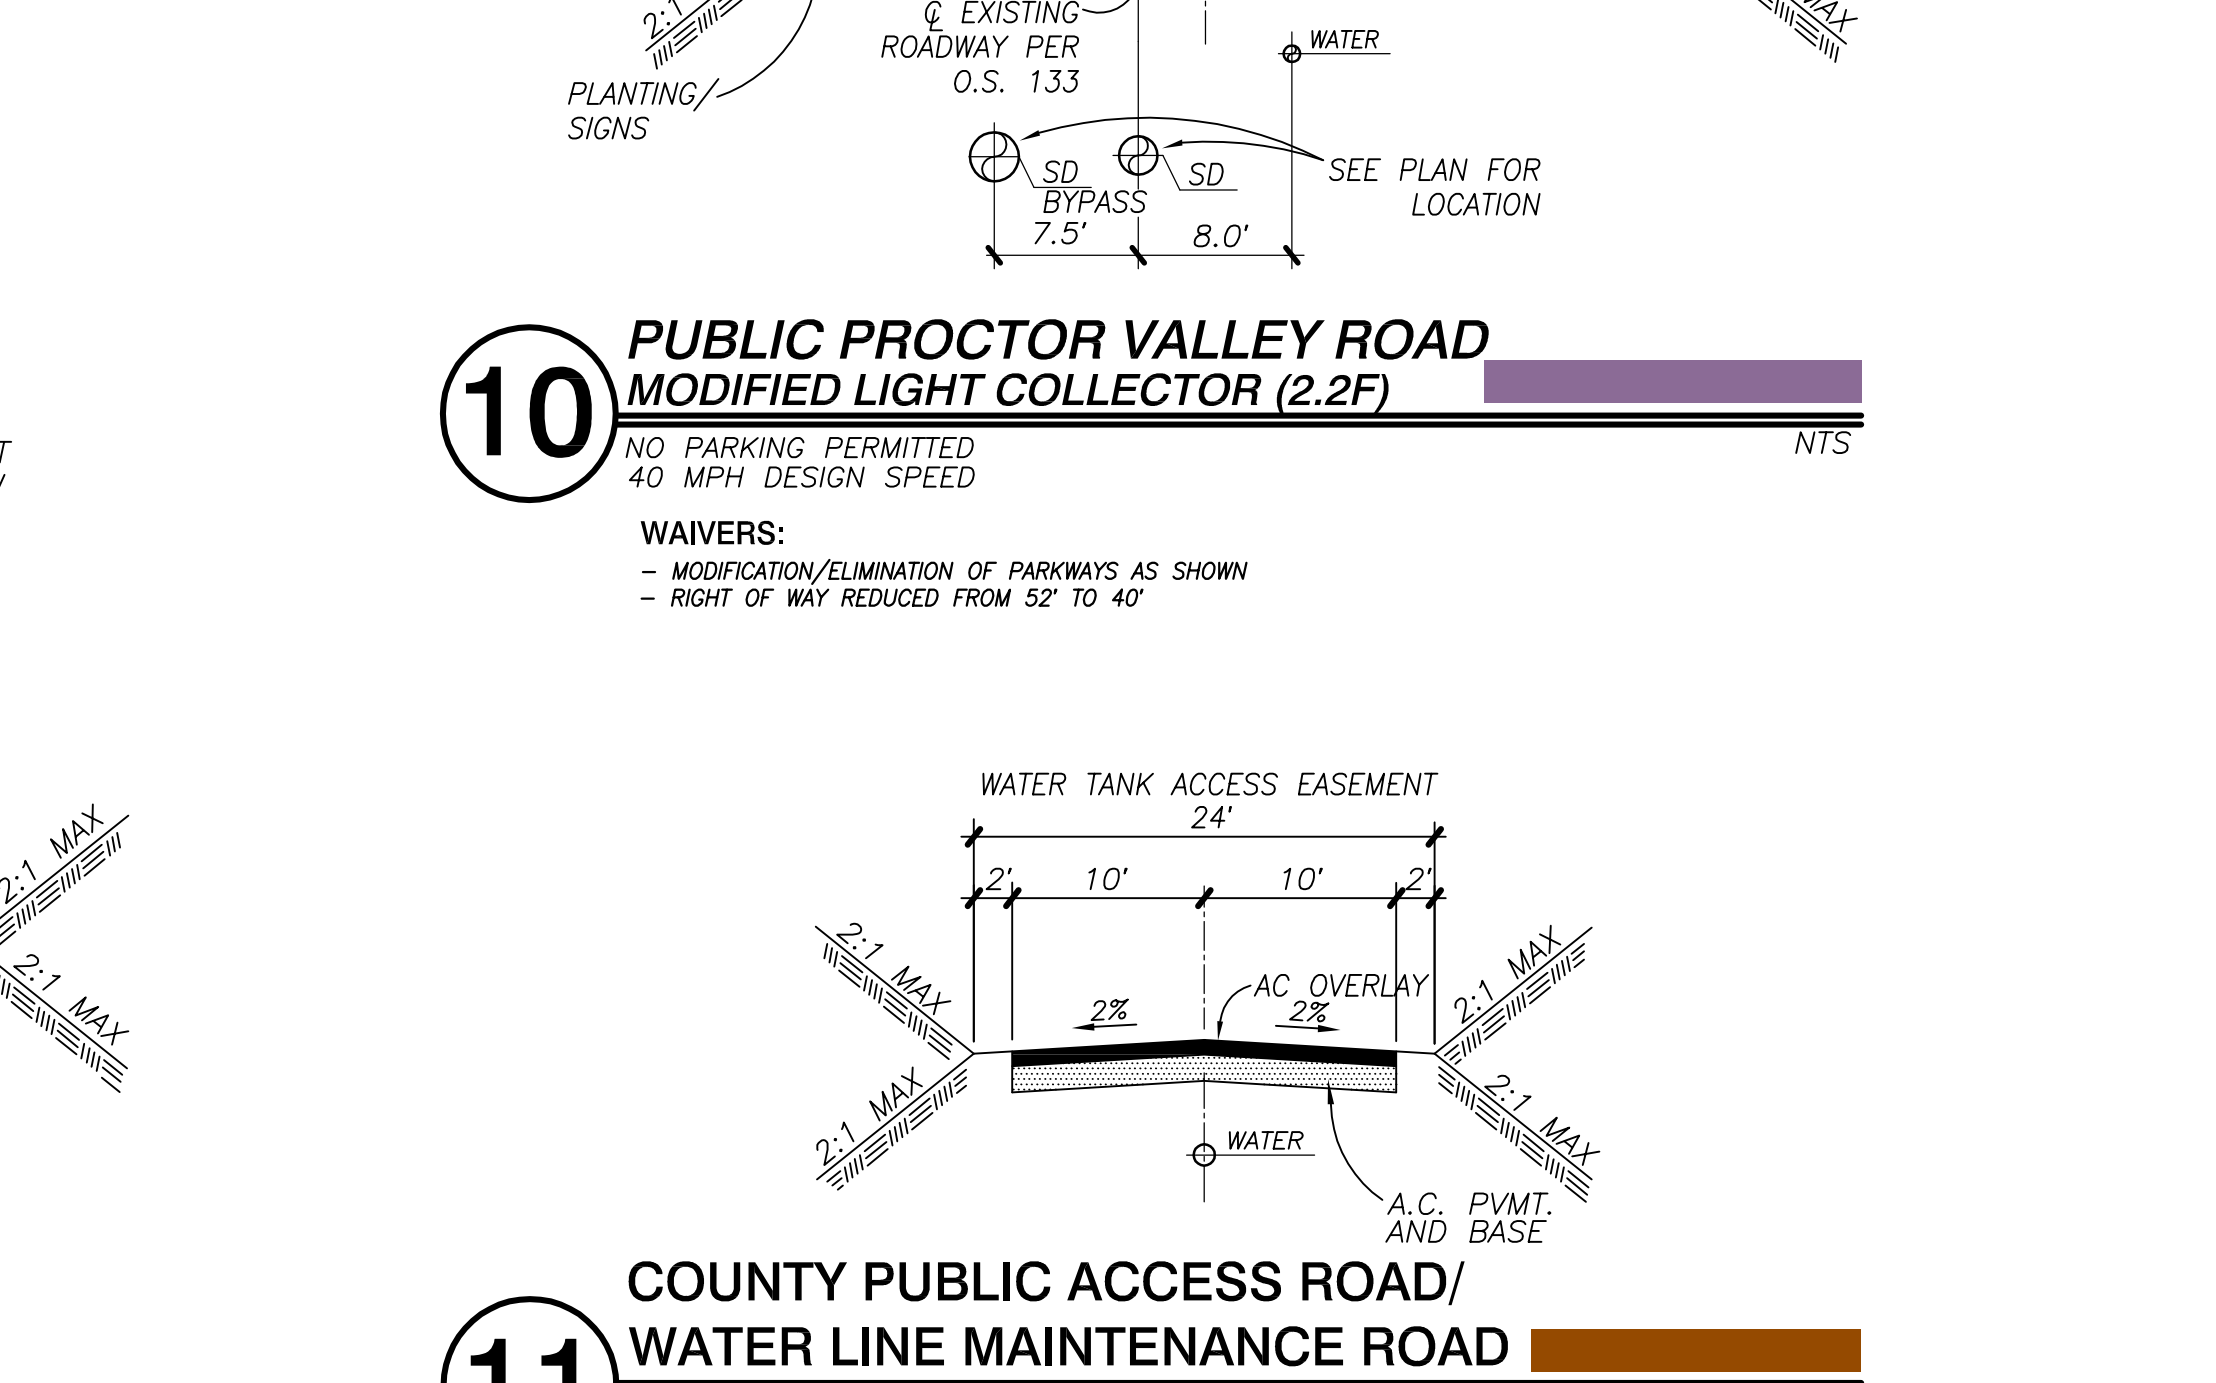 2:1
MAX
℄ EXISTING
ROADWAY PER
O.S. 133
WATER
PLANTING/
SIGNS
SD
BYPASS
SD
SEE PLAN FOR
LOCATION
7.5'
8.0'
10
PUBLIC PROCTOR VALLEY ROAD
MODIFIED LIGHT COLLECTOR (2.2F)
NO PARKING PERMITTED
40 MPH DESIGN SPEED
NTS
WAIVERS:
– MODIFICATION/ELIMINATION OF PARKWAYS AS SHOWN
– RIGHT OF WAY REDUCED FROM 52' TO 40'
2:1 MAX
2:1 MAX
WATER TANK ACCESS EASEMENT
24'
2'
10'
10'
2'
2:1 MAX
2:1 MAX
AC OVERLAY
2%
2%
2:1 MAX
2:1 MAX
WATER
A.C. PVMT.
AND BASE
11
COUNTY PUBLIC ACCESS ROAD/
WATER LINE MAINTENANCE ROAD